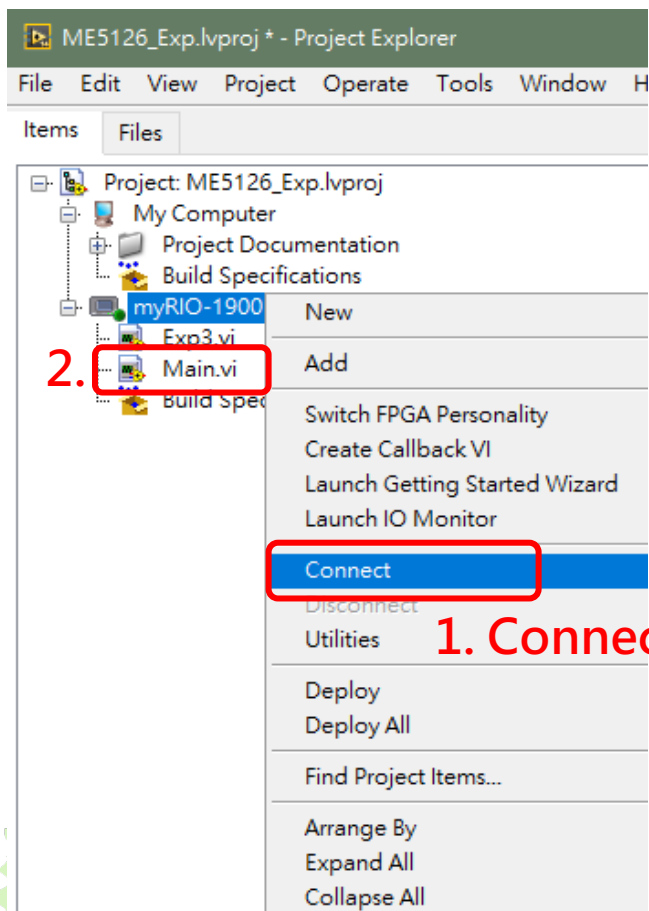 ME5126_Exp.lvproj * - Project Explorer
File Edit View Project Operate Tools Window H
Items Files
Project: ME5126_Exp.lvproj
My Computer
Project Documentation
Build Specifications
myRIO-1900
Exp3.vi
2.
Main.vi
Build Spec
New
Add
Switch FPGA Personality
Create Callback VI
Launch Getting Started Wizard
Launch IO Monitor
Connect
Disconnect
Utilities
1. Connec
Deploy
Deploy All
Find Project Items...
Arrange By
Expand All
Collapse All